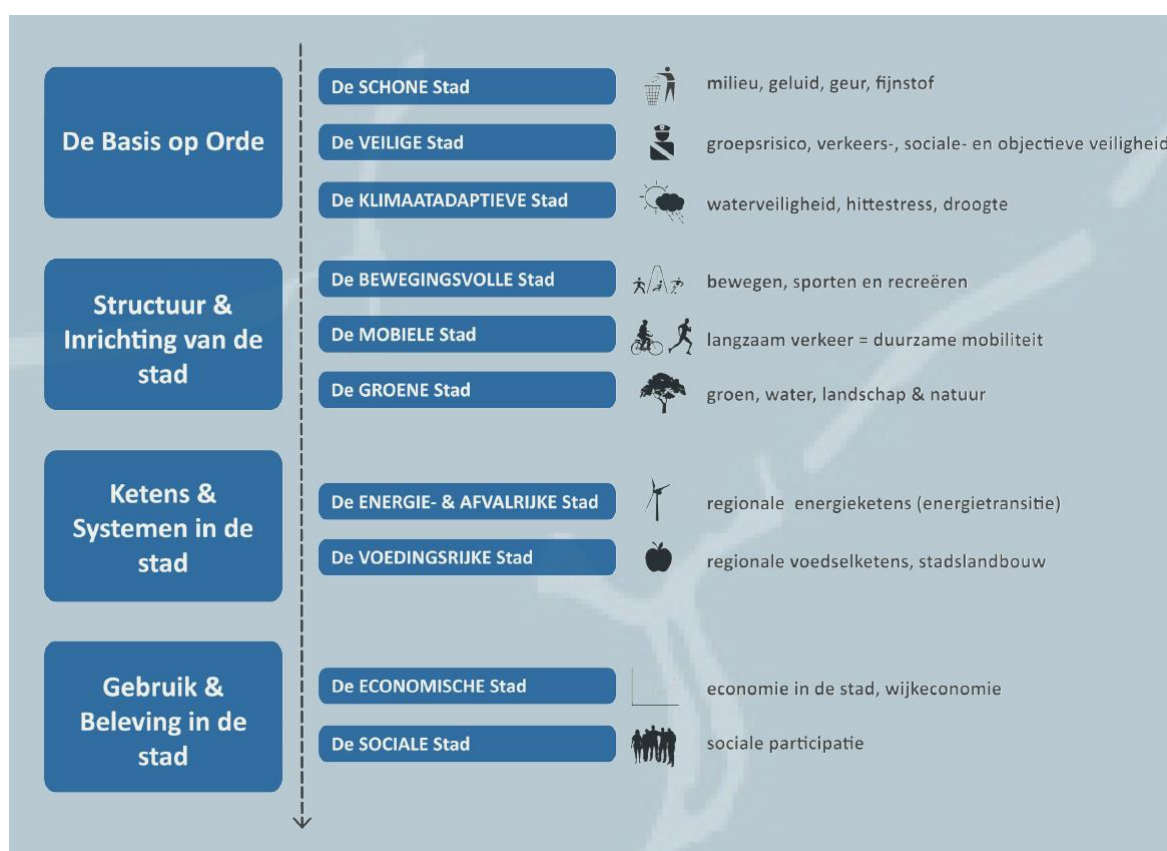 De Basis op Orde
De SCHONE Stad
milieu, geluid, geur, fijnstof
De VEILIGE Stad
groepsrisico, verkeers-, sociale- en objectieve veiligheid
De KLIMAATADAPTIEVE Stad
waterveiligheid, hittestress, droogte
Structuur &
Inrichting van de
stad
De BEWEGINGSVOLLE Stad
bewegen, sporten en recreëren
De MOBIELE Stad
langzaam verkeer = duurzame mobiliteit
De GROENE Stad
groen, water, landschap & natuur
Ketens &
Systemen in de
stad
De ENERGIE- & AFVALRIJKE Stad
regionale energieketens (energietransitie)
De VOEDINGSRIJKE Stad
regionale voedselketens, stadslandbouw
Gebruik &
Beleving in de
stad
De ECONOMISCHE Stad
economie in de stad, wijkeconomie
De SOCIALE Stad
sociale participatie